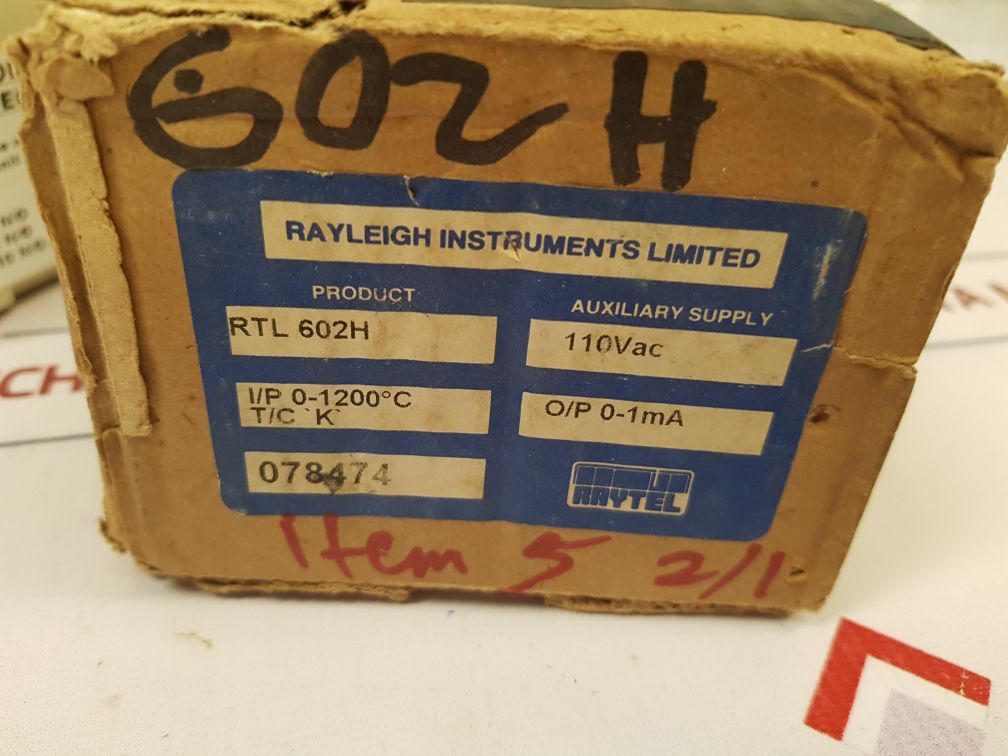 602 H
RAYLEIGH INSTRUMENTS LIMITED
PRODUCT
AUXILIARY SUPPLY
RTL 602H
110Vac
I/P 0-1200°C
T/C `K`
O/P 0-1mA
078474
RAYTEL
Item 5 2/1